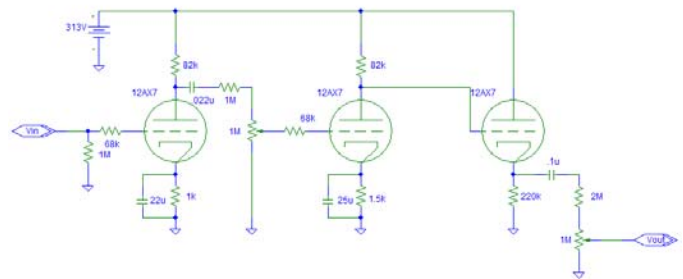 313V
82k
82k
12AX7
.022u
1M
12AX7
12AX7
Vin
68k
1M
1M
68k
22u
1k
25u
1.5k
.1u
220k
2M
1M
Vout